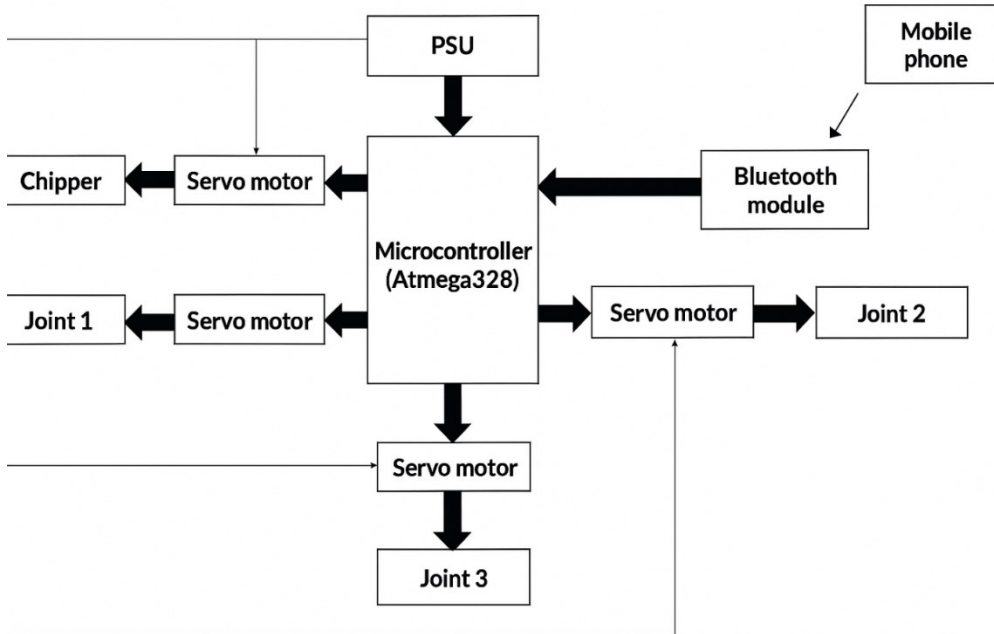 PSU
Mobile
phone
Chipper
Servo motor
Bluetooth
module
Microcontroller
(Atmega328)
Joint 1
Servo motor
Servo motor
Joint 2
Servo motor
Joint 3